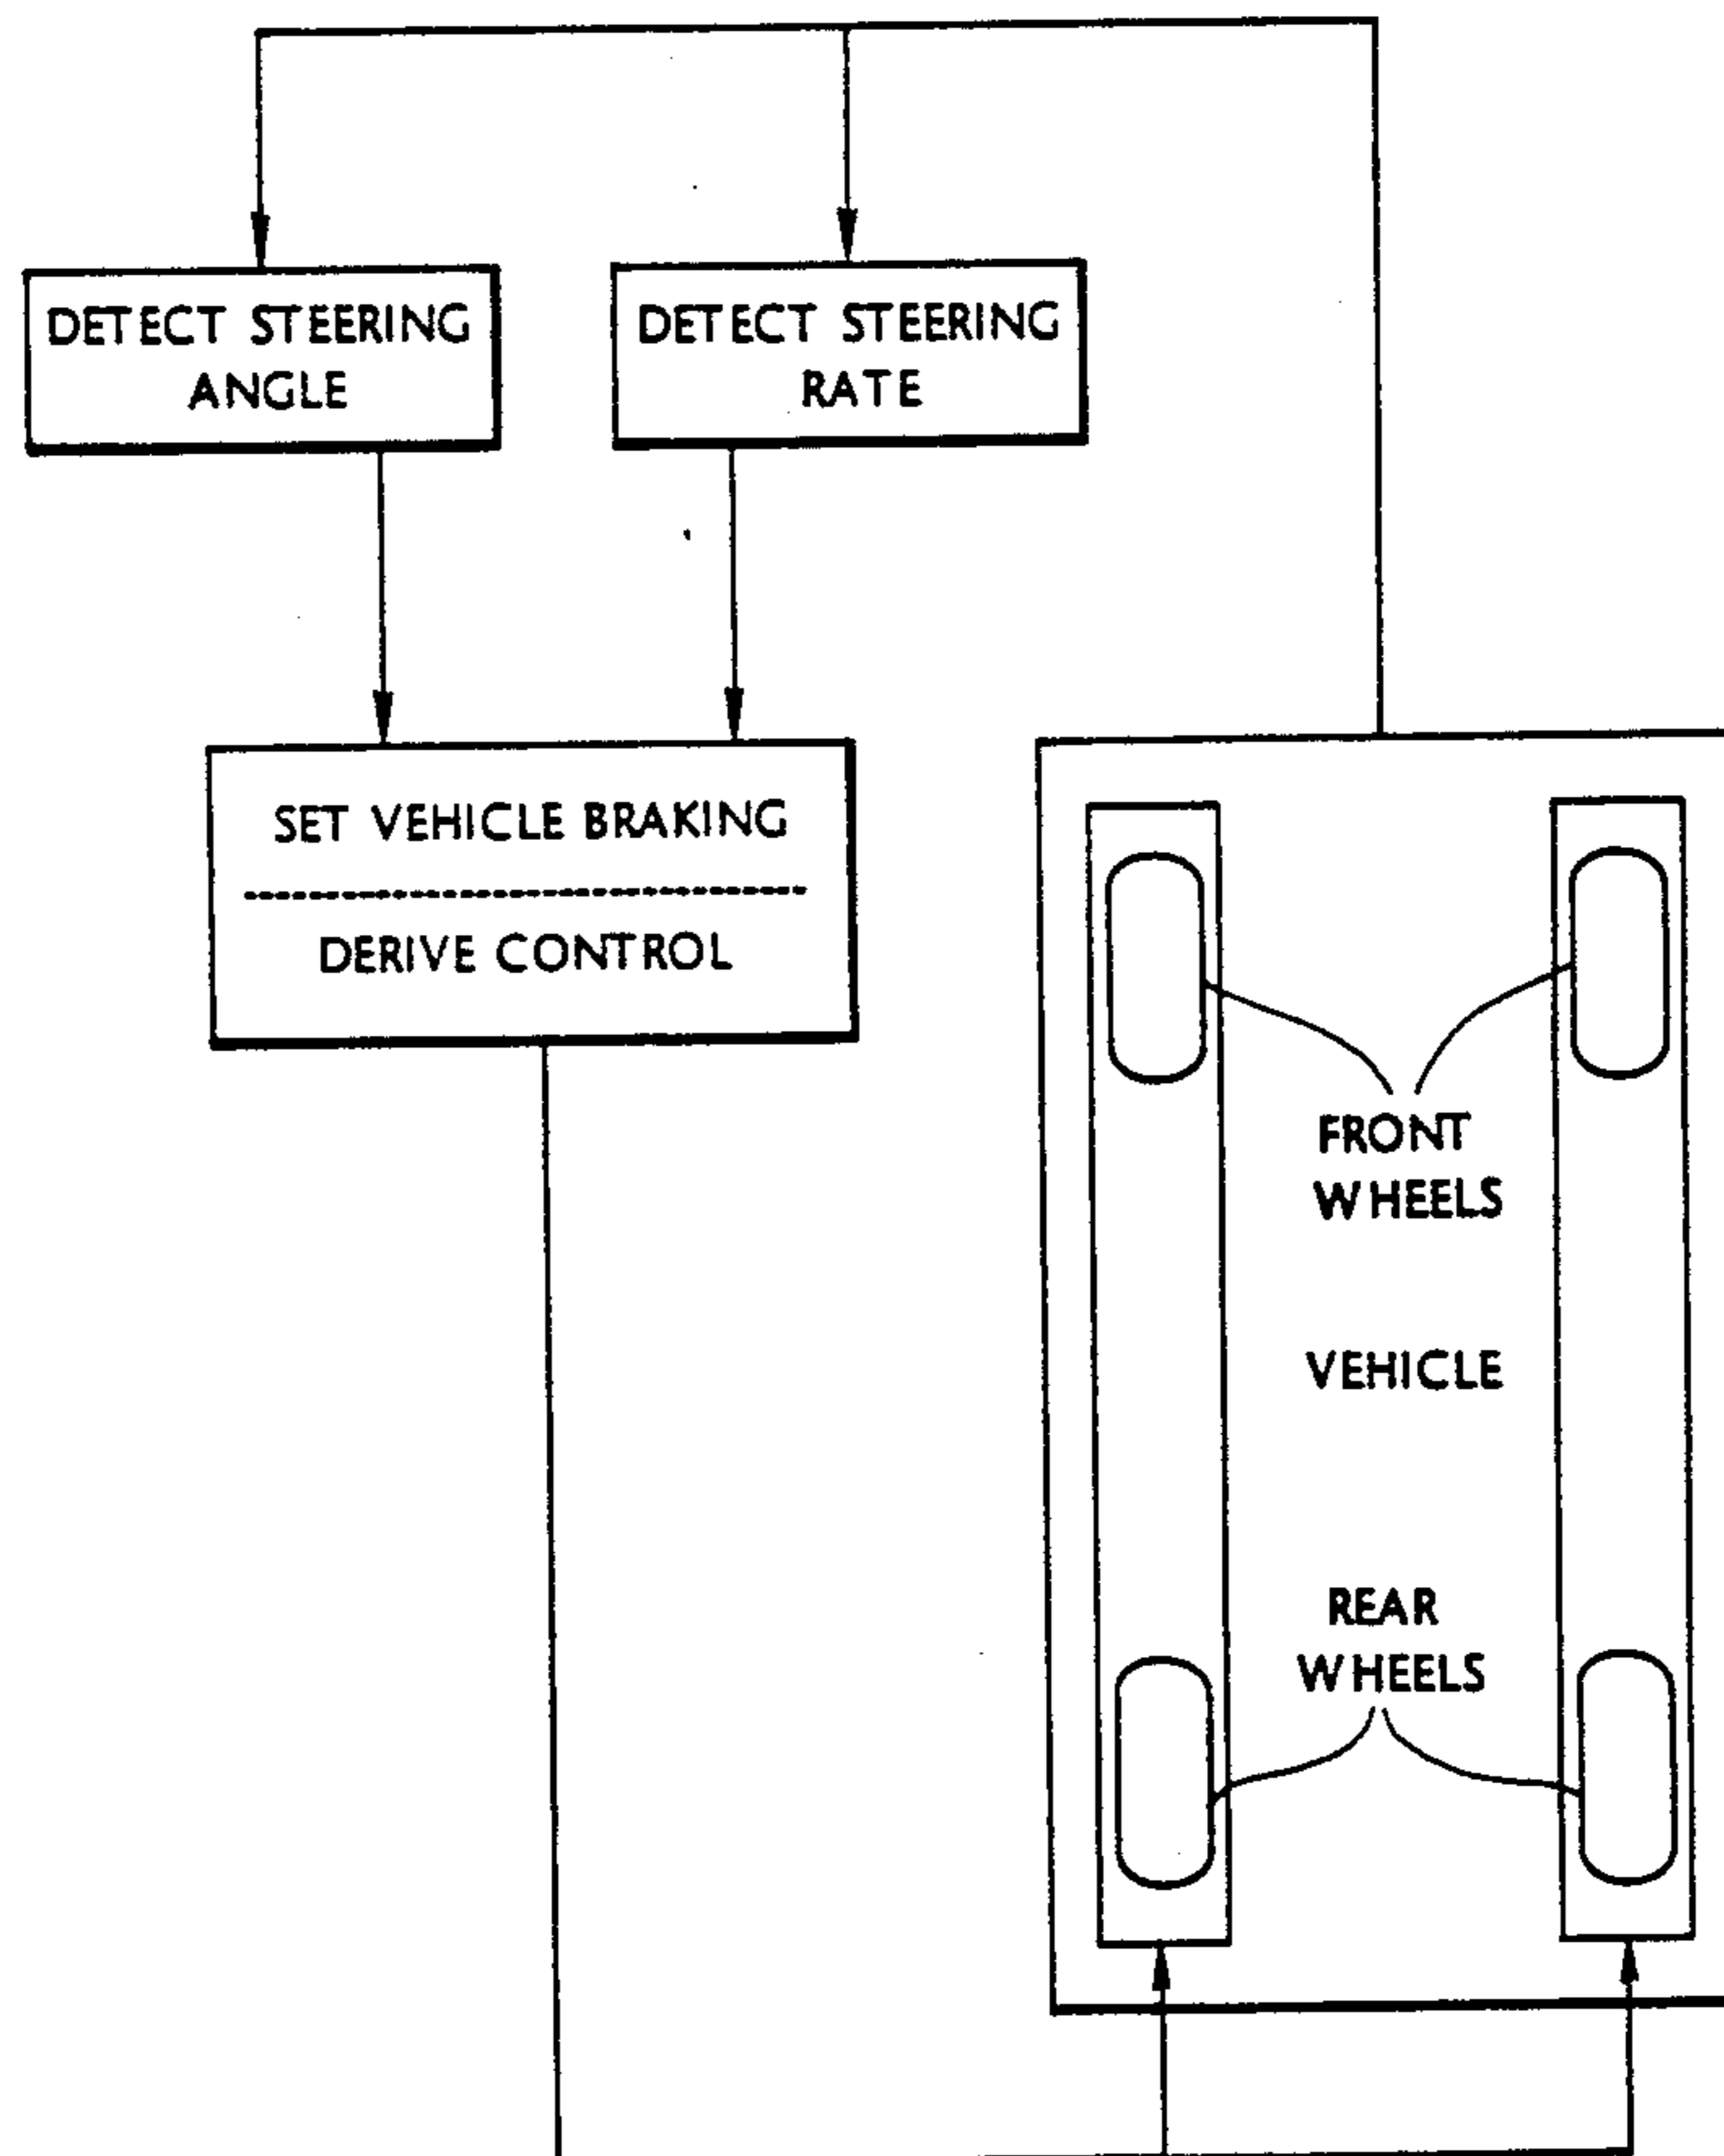 DETECT STEERING
ANGLE
DETECT STEERING
RATE
SET VEHICLE BRAKING
DERIVE CONTROL
FRONT
WHEELS
VEHICLE
REAR
WHEELS